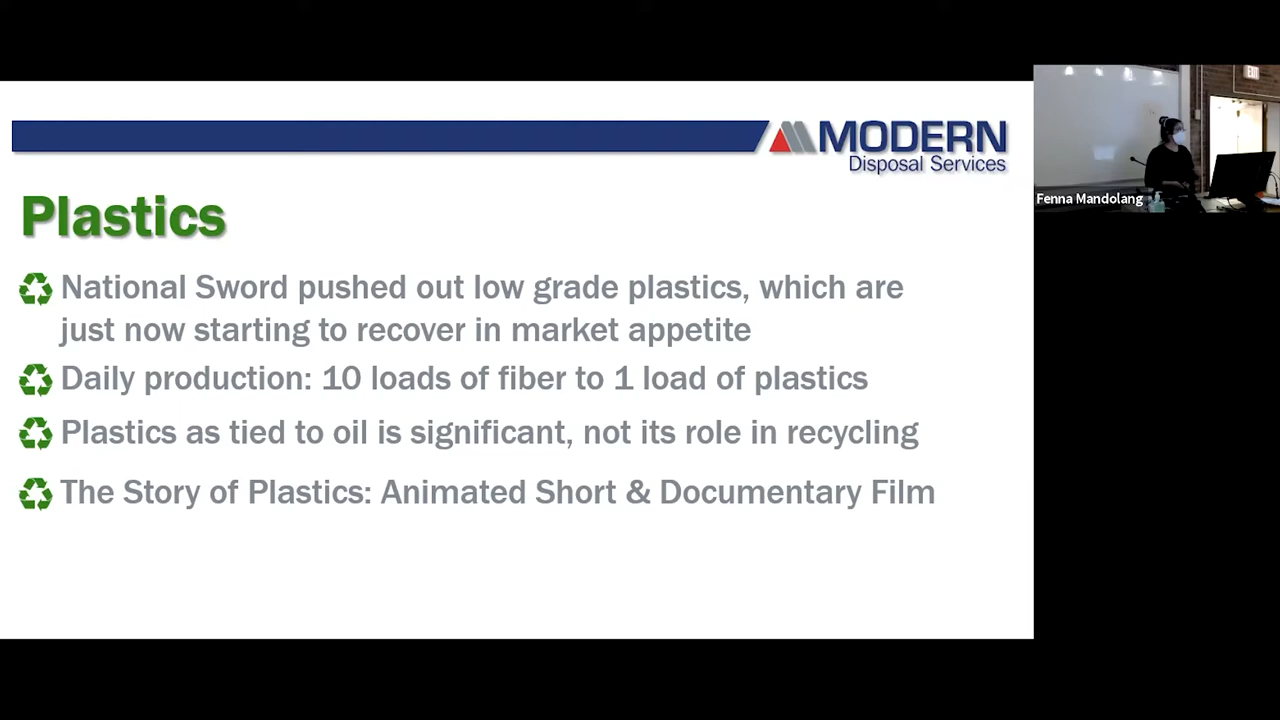 MODERN
Disposal Services
Plastics
National Sword pushed out low grade plastics, which are
just now starting to recover in market appetite
Daily production: 10 loads of fiber to 1 load of plastics
Plastics as tied to oil is significant, not its role in recycling
The Story of Plastics: Animated Short & Documentary Film
EXIT
Fenna Mandolang